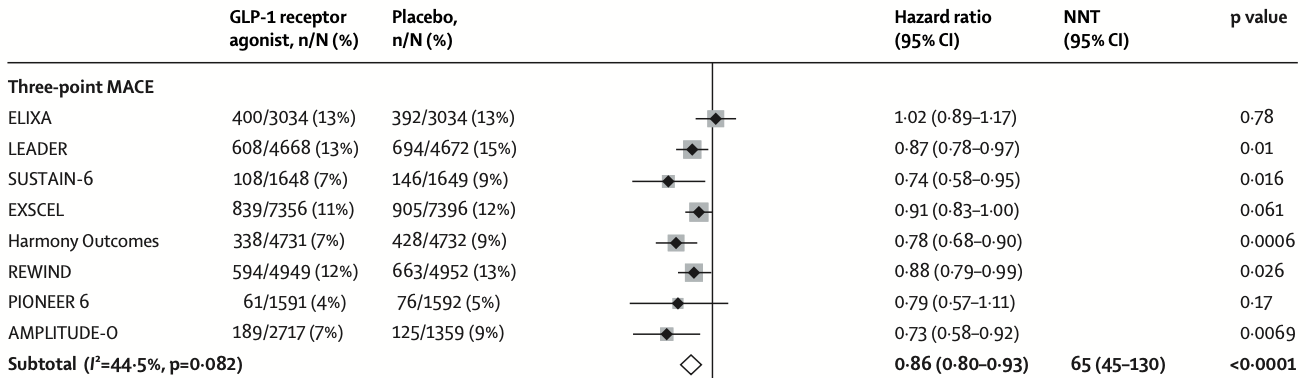 GLP-1 receptor agonist, n/N (%) Placebo, n/N (%) Hazard ratio (95% CI) NNT (95% CI) p value
Three-point MACE
ELIXA 400/3034 (13%) 392/3034 (13%) 1·02 (0·89–1·17) 0·78
LEADER 608/4668 (13%) 694/4672 (15%) 0·87 (0·78–0·97) 0·01
SUSTAIN-6 108/1648 (7%) 146/1649 (9%) 0·74 (0·58–0·95) 0·016
EXSCEL 839/7356 (11%) 905/7396 (12%) 0·91 (0·83–1·00) 0·061
Harmony Outcomes 338/4731 (7%) 428/4732 (9%) 0·78 (0·68–0·90) 0·0006
REWIND 594/4949 (12%) 663/4952 (13%) 0·88 (0·79–0·99) 0·026
PIONEER 6 61/1591 (4%) 76/1592 (5%) 0·79 (0·57–1·11) 0·17
AMPLITUDE-O 189/2717 (7%) 125/1359 (9%) 0·73 (0·58–0·92) 0·0069
Subtotal (I²=44·5%, p=0·082) 0·86 (0·80–0·93) 65 (45–130) <0·0001